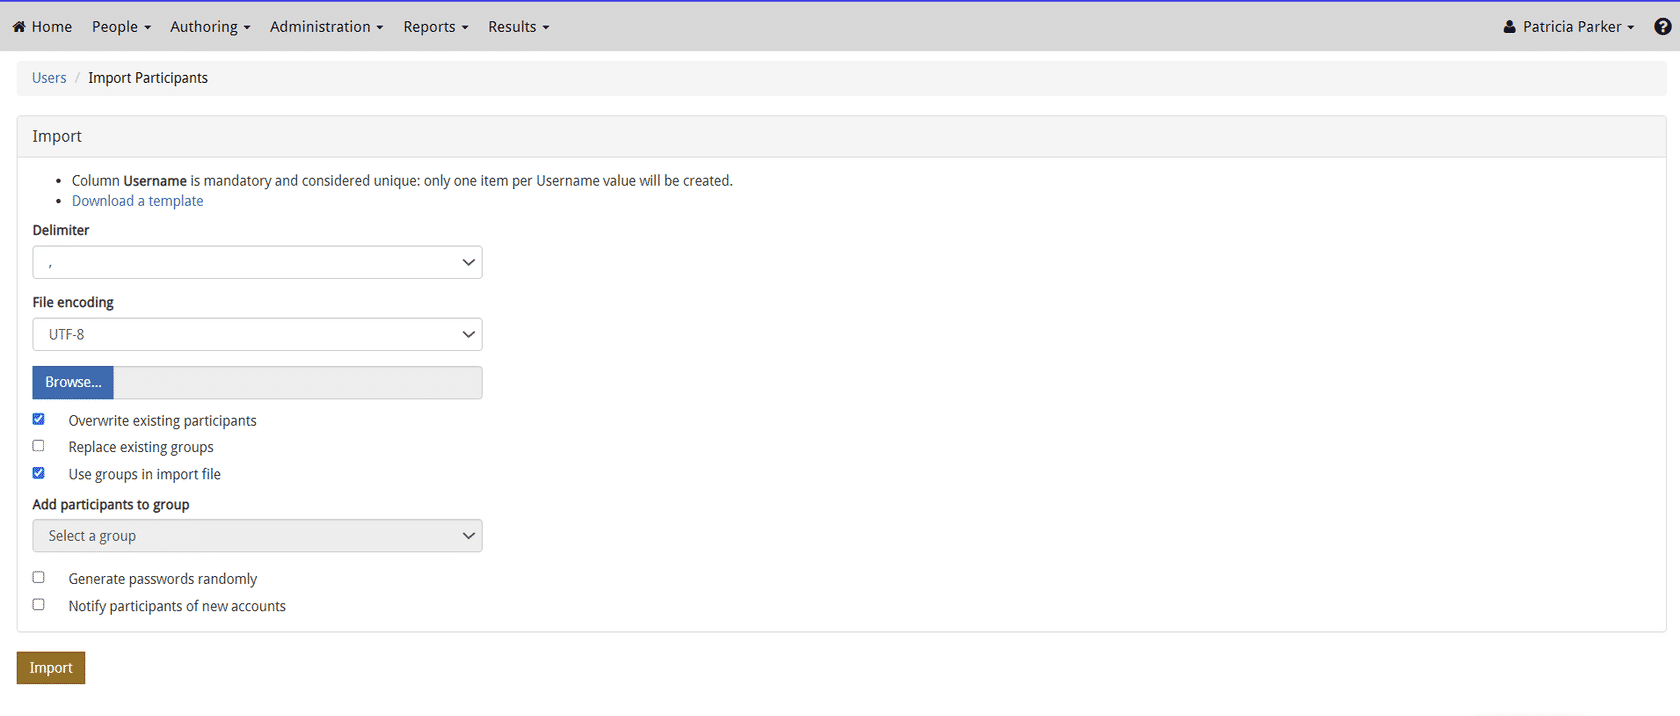 Home People Authoring Administration Reports Results Patricia Parker ?
Users / Import Participants
Import
• Column Username is mandatory and considered unique: only one item per Username value will be created.
• Download a template
Delimiter
,
File encoding
UTF-8
Browse...
Overwrite existing participants
Replace existing groups
Use groups in import file
Add participants to group
Select a group
Generate passwords randomly
Notify participants of new accounts
Import